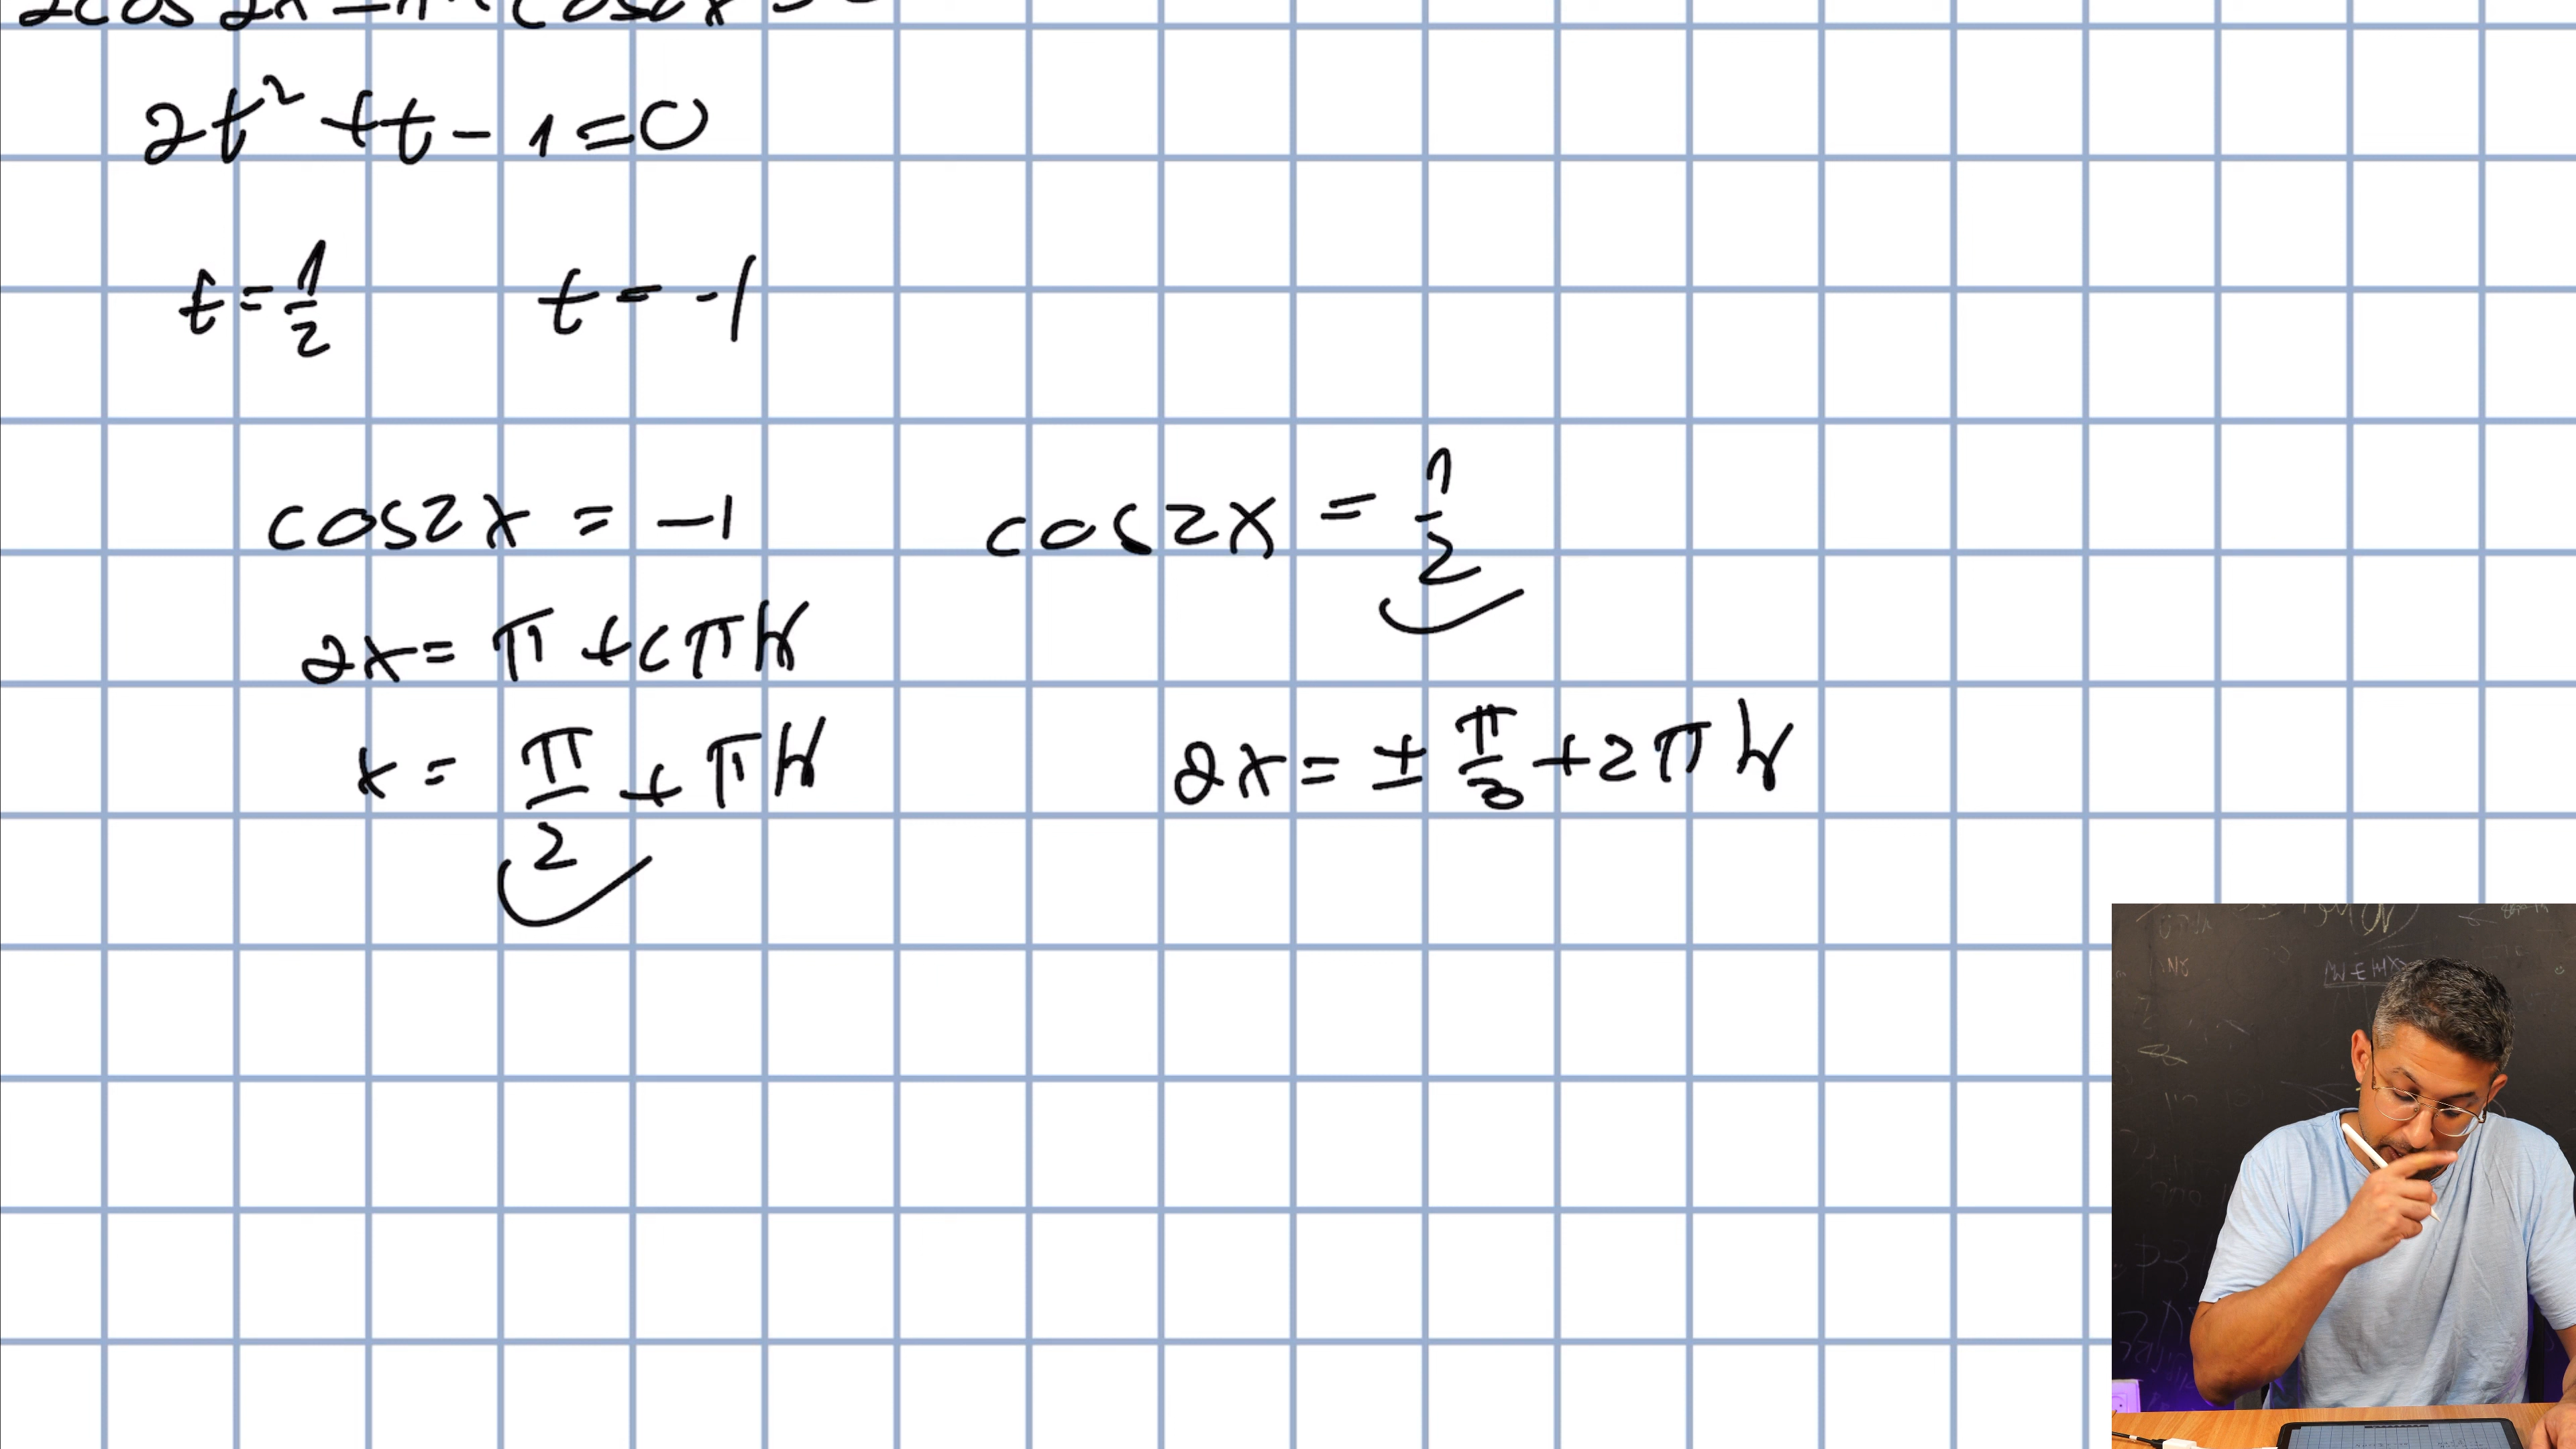 2t² + t - 1 = 0
t = 1/2 t = -1
cos2x = -1 cos2x = 1/2
2x = π + 2πk
x = π/2 + πk 2x = ± π/3 + 2πk